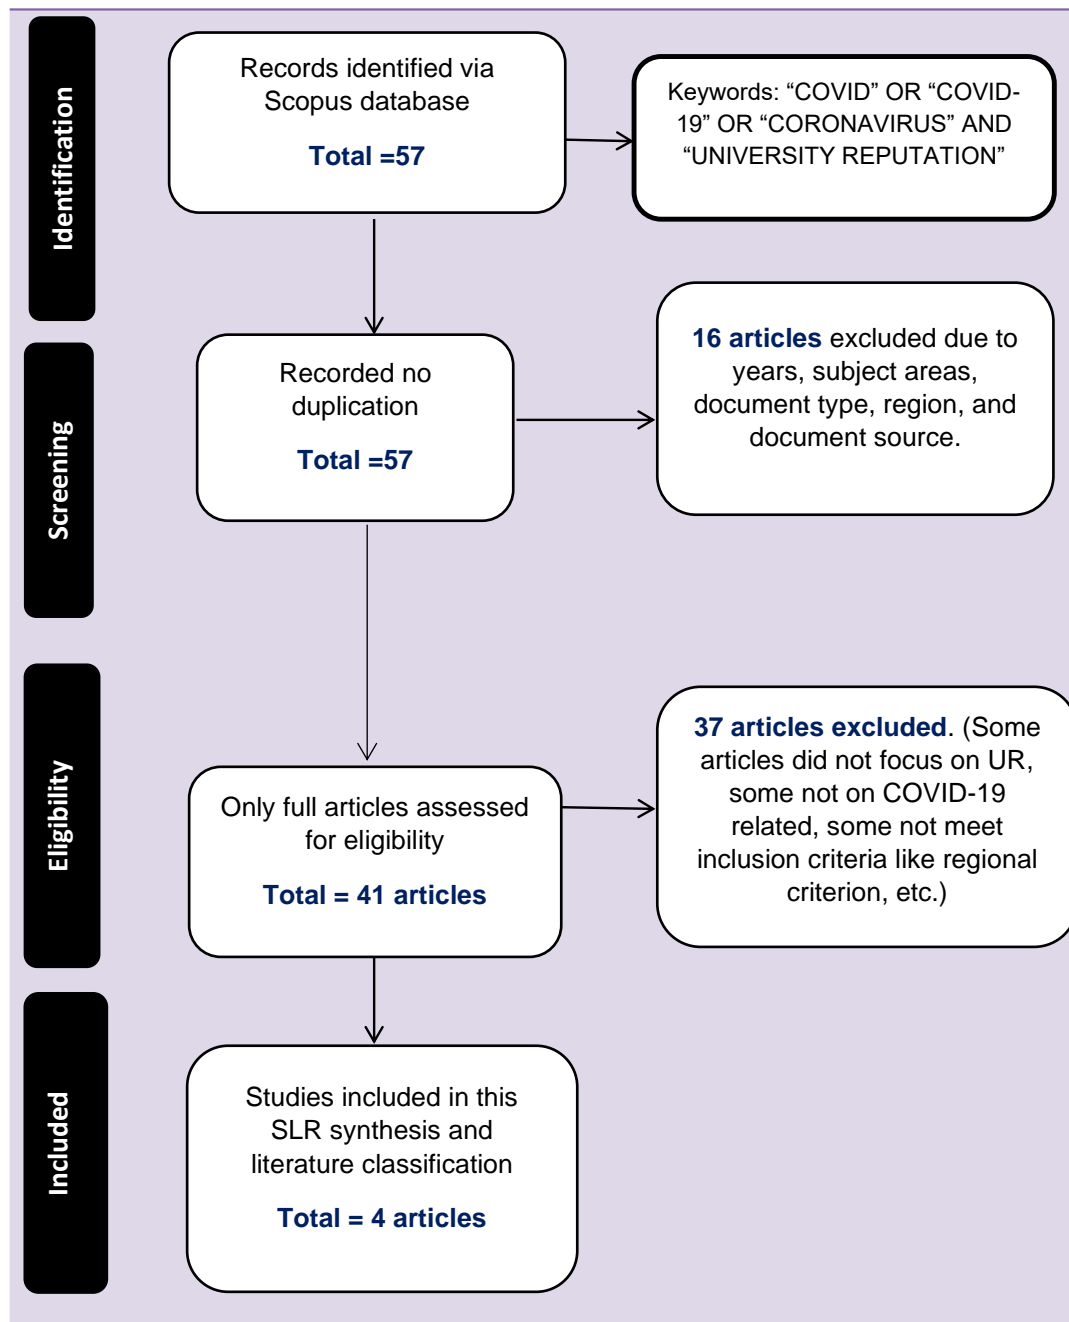 Identification
Records identified via
Scopus database
Total =57
Keywords: “COVID” OR “COVID-
19” OR “CORONAVIRUS” AND
“UNIVERSITY REPUTATION”
Screening
Recorded no
duplication
Total =57
16 articles excluded due to
years, subject areas,
document type, region, and
document source.
Eligibility
Only full articles assessed
for eligibility
Total = 41 articles
37 articles excluded. (Some
articles did not focus on UR,
some not on COVID-19
related, some not meet
inclusion criteria like regional
criterion, etc.)
Included
Studies included in this
SLR synthesis and
literature classification
Total = 4 articles